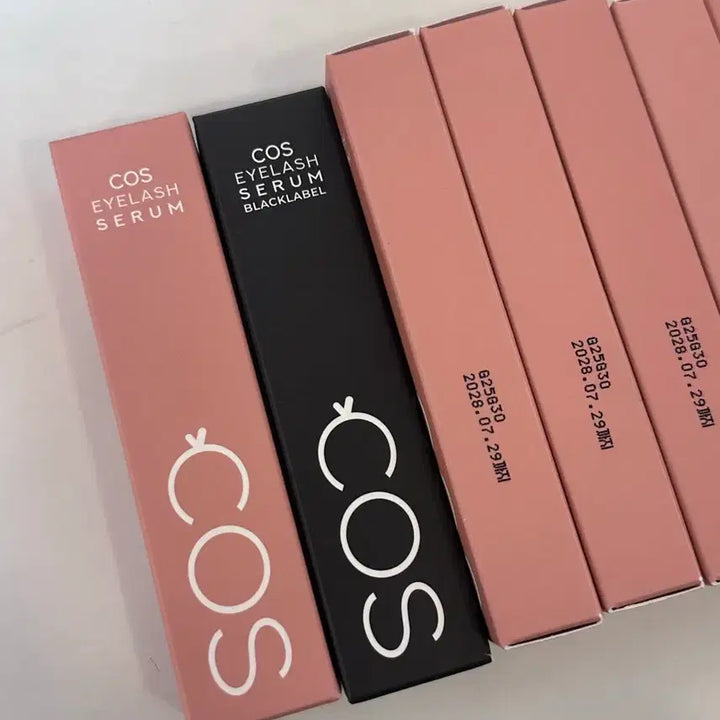 COS
EYELASH
SERUM
COS
COS
EYELASH
SERUM
BLACKLABEL
COS
G25G30
2028.07.29까지
G25G30
2028.07.29까지
G25G30
2028.07.29까지